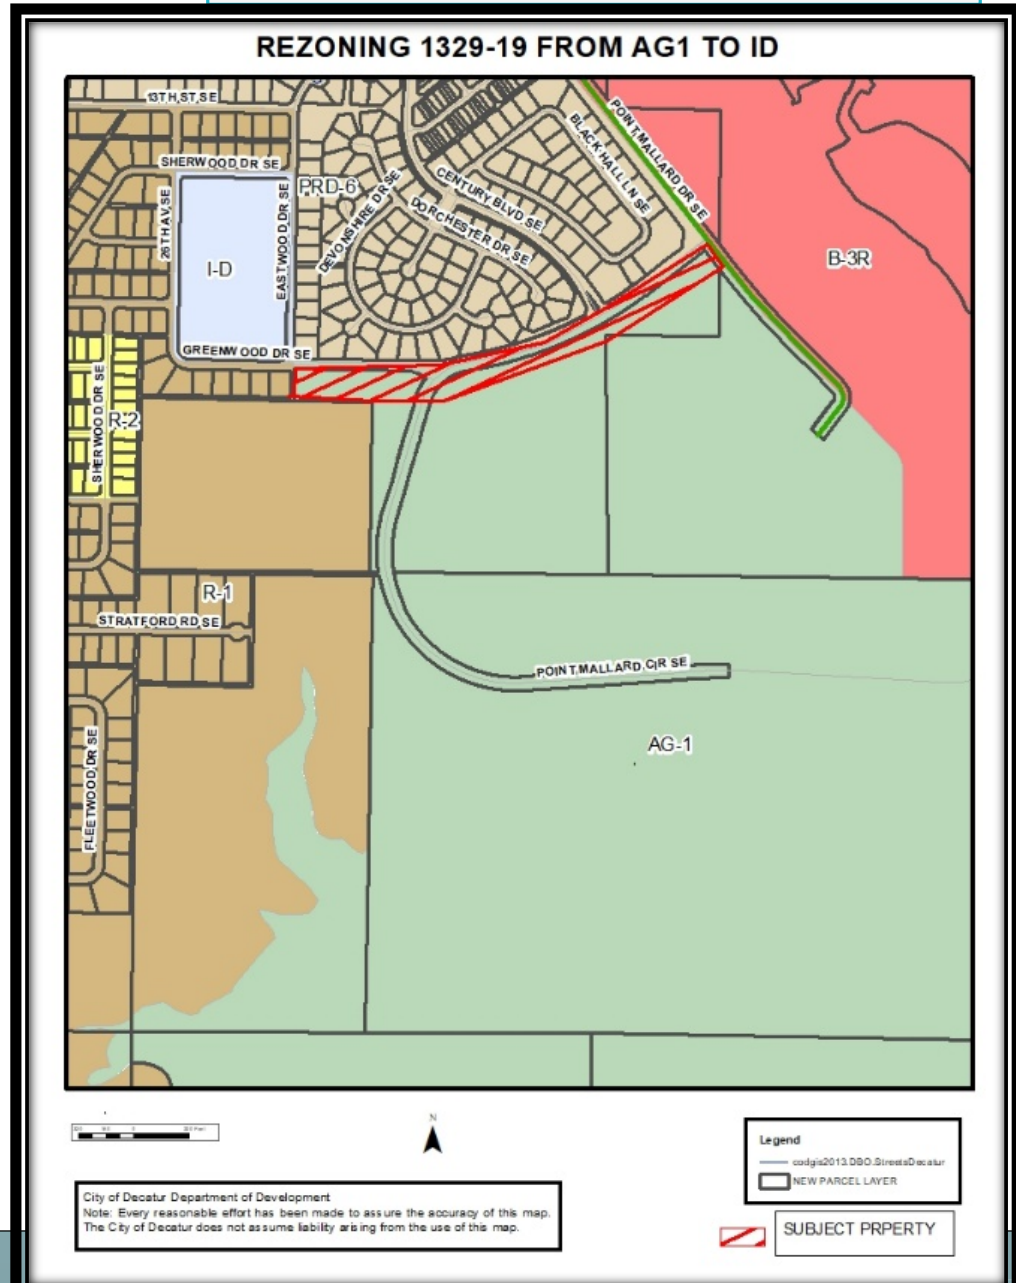 REZONING 1329-19 FROM AG1 TO ID
13TH ST SE
POINT MALLARD DR SE
BLACK HALL LN SE
SHERWOOD DR SE
PRD-6
CENTURY BLVD SE
26TH AV SE
EASTWOOD DR SE
DEVONSHIRE DR SE
DORCHESTER DR SE
B-3R
I-D
GREENWOOD DR SE
SHERWOOD DR SE
R-2
R-1
STRATFORD RD SE
POINT MALLARD CIR SE
FLEETWOOD DR SE
AG-1
N
Legend
codgis2013.DBO.StreetsDecatur
NEW PARCEL LAYER
City of Decatur Department of Development
Note: Every reasonable effort has been made to assure the accuracy of this map.
The City of Decatur does not assume liability arising from the use of this map.
SUBJECT PRPERTY